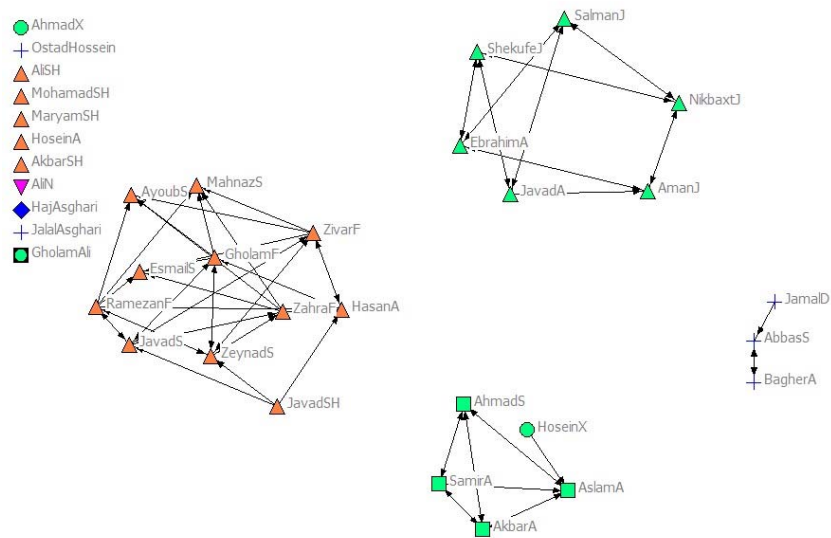 AhmadX
OstadHossein
AliSH
MohamadSH
MaryamSH
HoseinA
AkbarSH
AliN
HajAsghari
JalalAsghari
GholamAli
SalmanJ
ShekufeJ
NikbaxtJ
EbrahimA
JavadA
AmanJ
MahnazS
AyoubS
ZivarF
GholamF
EsmailS
RamezanF
ZahraF
HasanA
JavadS
ZeynadS
JavadSH
JamalD
AbbasS
BagherA
AhmadS
HoseinX
SamirA
AslamA
AkbarA